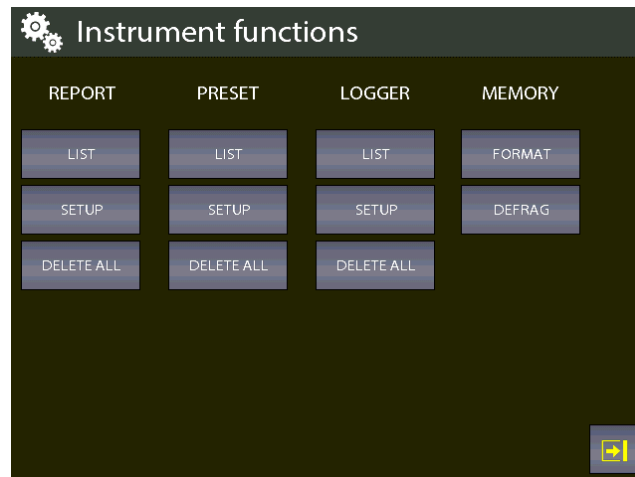 Instrument functions
REPORT PRESET LOGGER MEMORY
LIST LIST LIST FORMAT
SETUP SETUP SETUP DEFRAG
DELETE ALL DELETE ALL DELETE ALL